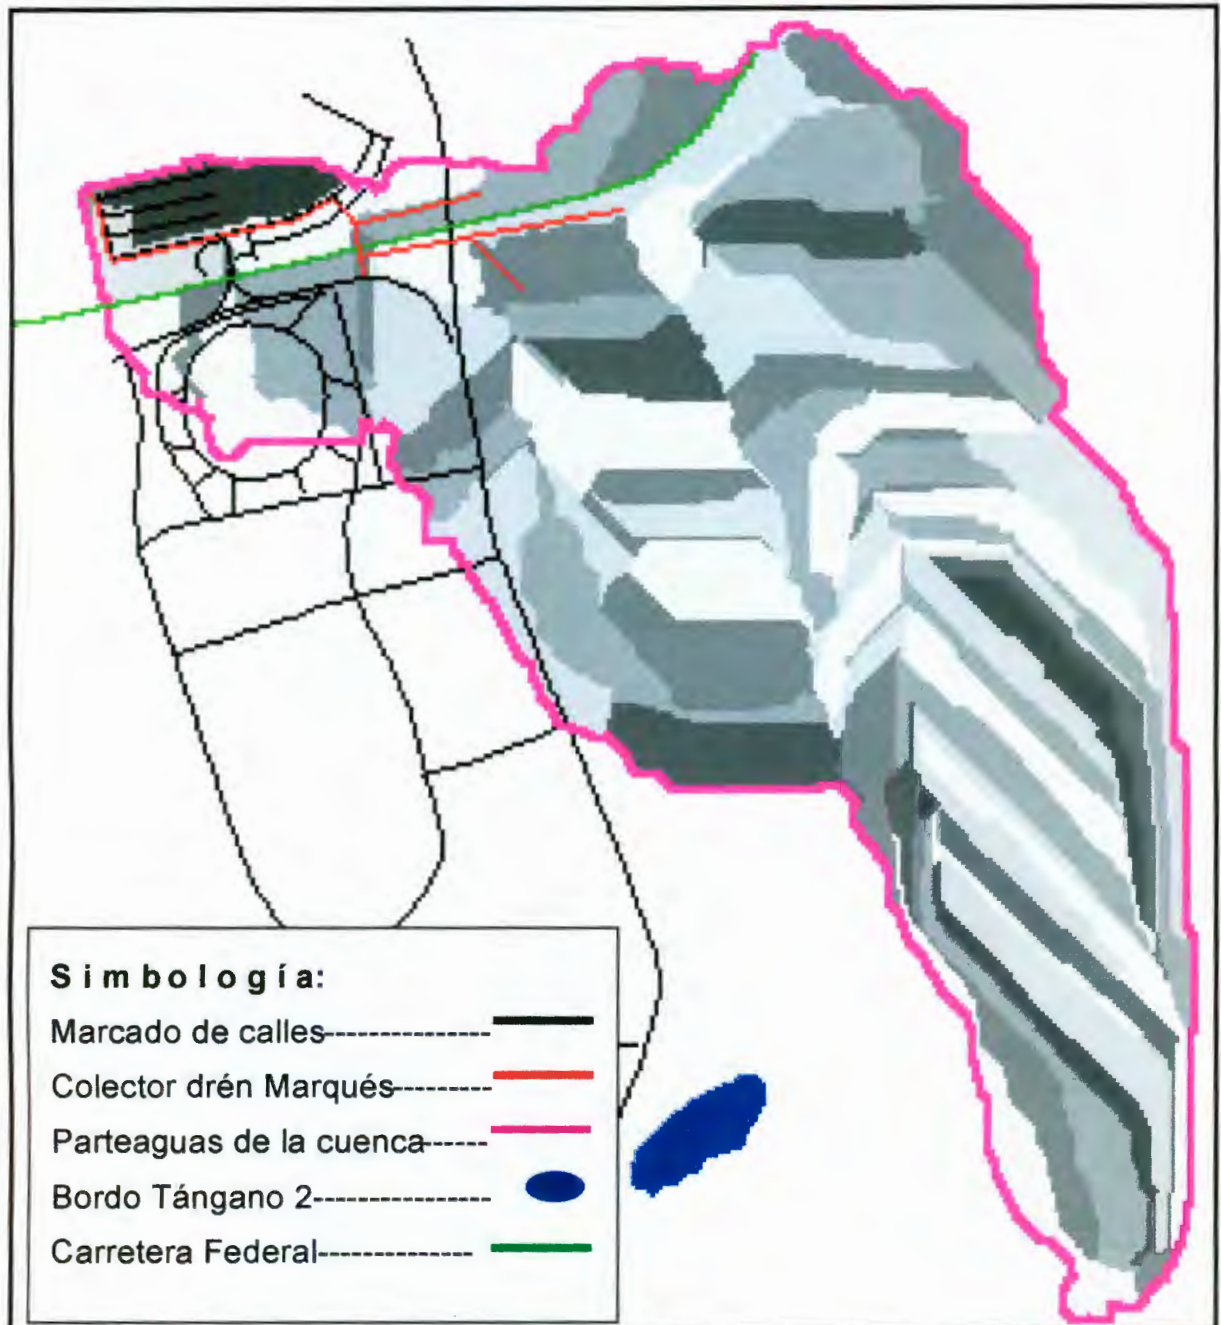 Simbología:
Marcado de calles
Colector drén Marqués
Parteaguas de la cuenca
Bordo Tángano 2
Carretera Federal